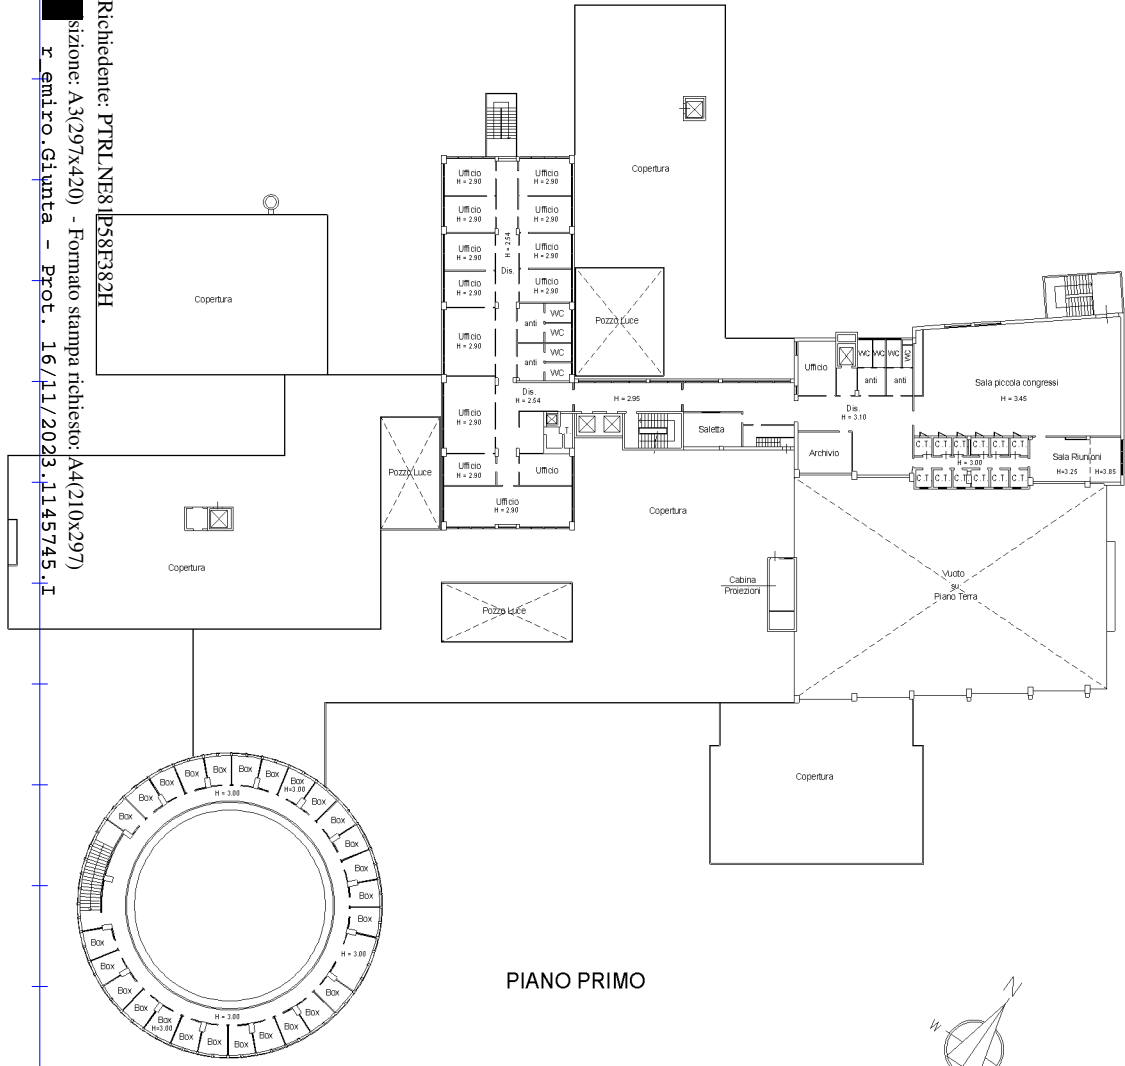 Richiedente: PTRLNE81P58F382H
sizione: A3(297x420) - Formato stampa richiesto: A4(210x297)
r_emiro.Giunta - Prot. 16/11/2023.1145745.I
Copertura
Ufficio
H = 2.90
Ufficio
H = 2.90
Ufficio
H = 2.90
Ufficio
H = 2.90
Ufficio
H = 2.90
Ufficio
H = 2.90
Ufficio
H = 2.90
Ufficio
H = 2.90
H = 2.54
Dis.
Copertura
Pozzo Luce
anti
WC
WC
Ufficio
H = 2.90
anti
WC
WC
Ufficio
WC
WC
WC
WC
anti
anti
Sala piccola congressi
H = 3.45
Dis.
H = 2.54
H = 2.95
Dis.
H = 3.10
Ufficio
H = 2.90
T.
Saletta
Archivio
C.T.
C.T.
C.T.
C.T.
C.T.
C.T.
H = 3.00
Sala Riunioni
H=3.25
H=3.85
C.T.
C.T.
C.T.
C.T.
C.T.
C.T.
Pozzo Luce
Ufficio
H = 2.90
Ufficio
Ufficio
H = 2.90
Copertura
Copertura
Cabina
Proiezioni
Vuoto
su
Piano Terra
Pozzo Luce
Copertura
Box
Box
Box
Box
Box
Box
Box
Box
Box
H=3.00
H = 3.00
Box
Box
Box
Box
Box
Box
Box
H = 3.00
Box
Box
Box
Box
Box
Box
H=3.00
H = 3.00
Box
Box
Box
Box
Box
Box
PIANO PRIMO
N
W